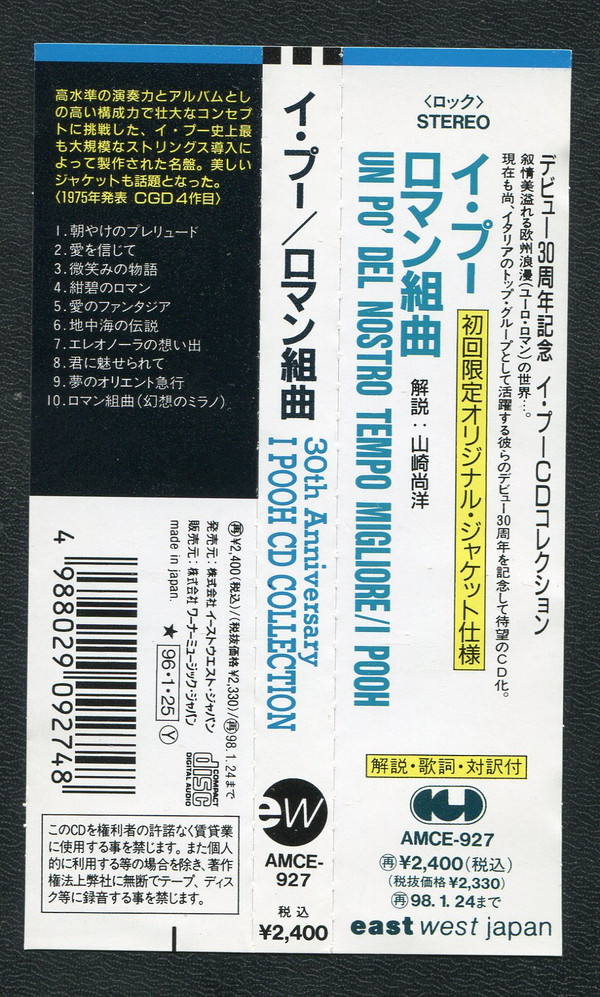 高水準の演奏力とアルバムとし
の高い構成力で壮大なコンセプ
トに挑戦した、イ・プー史上最
も大規模なストリングス導入に
よって製作された名盤。美しい
ジャケットも話題となった。
〈1975年発表 CGD4作目〉
1.朝やけのプレリュード
2.愛を信じて
3.微笑みの物語
4.紺碧のロマン
5.愛のファンタジア
6.地中海の伝説
7.エレオノーラの想い出
8.君に魅せられて
9.夢のオリエント急行
10.ロマン組曲(幻想のミラノ)
㊢¥2,400(税込)/(税抜価格¥2,330)/㊢98.1.24まで
発売元:株式会社イーストウエスト・ジャパン
販売元:株式会社ワーナーミュージック・ジャパン
made in japan.
★ 96・1・25 Ⓨ
COMPACT
disc
DIGITAL AUDIO
4 988029 092748
このCDを権利者の許諾なく賃貸業
に使用する事を禁じます。また個人
的に利用する等の場合を除き、著作
権法上弊社に無断でテープ、ディス
ク等に録音する事を禁じます。
イ・プー/ロマン組曲
30th Anniversary
I POOH CD COLLECTION
ew
AMCE-
927
税込
¥2,400
〈ロック〉
STEREO
デビュー30周年記念 イ・プーCDコレクション
叙情美溢れる欧州浪漫(ユーロ・ロマン)の世界…。
現在も尚、イタリアのトップ・グループとして活躍する彼らのデビュー30周年を記念して待望のCD化。
イ・プー
初回限定オリジナル・ジャケット仕様
ロマン組曲
解説:山崎尚洋
UN PO' DEL NOSTRO TEMPO MIGLIORE/I POOH
解説・歌詞・対訳付
AMCE-927
㊢¥2,400(税込)
(税抜価格¥2,330)
㊢98.1.24まで
east west japan